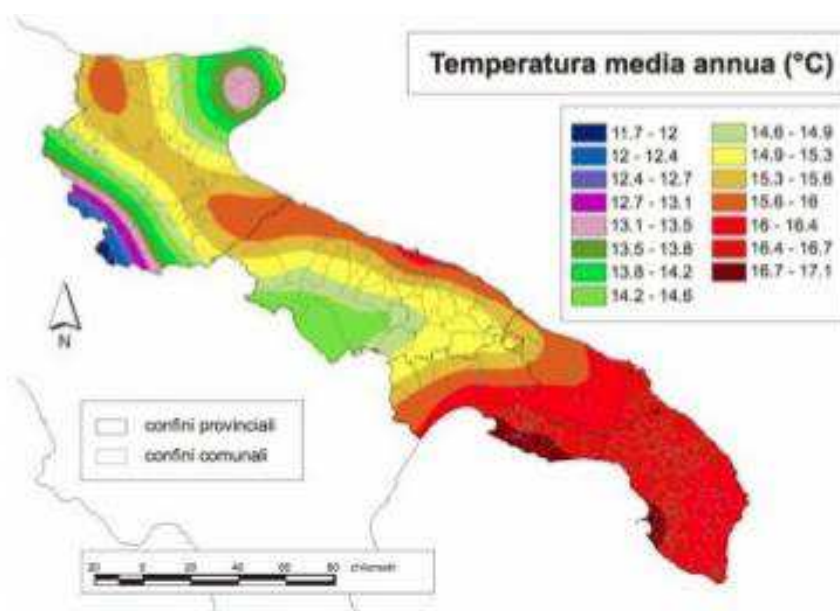 Temperatura media annua (°C)
11.7 - 12
12 - 12.4
12.4 - 12.7
12.7 - 13.1
13.1 - 13.5
13.5 - 13.8
13.8 - 14.2
14.2 - 14.6
14.6 - 14.9
14.9 - 15.3
15.3 - 15.6
15.6 - 16
16 - 16.4
16.4 - 16.7
16.7 - 17.1
N
confini provinciali
confini comunali
20 0 20 40 60 80 chilometri